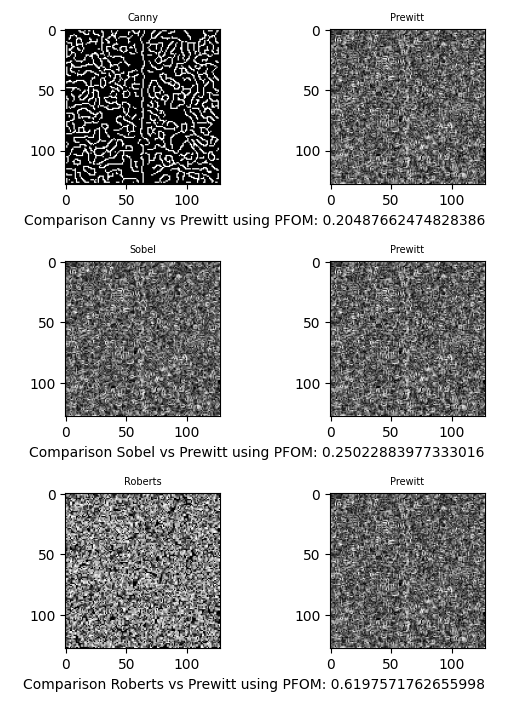 Canny Prewitt
0 0
50 50
100 100
0 50 100 0 50 100
Comparison Canny vs Prewitt using PFOM: 0.20487662474828386
Sobel Prewitt
0 0
50 50
100 100
0 50 100 0 50 100
Comparison Sobel vs Prewitt using PFOM: 0.25022883977333016
Roberts Prewitt
0 0
50 50
100 100
0 50 100 0 50 100
Comparison Roberts vs Prewitt using PFOM: 0.6197571762655998